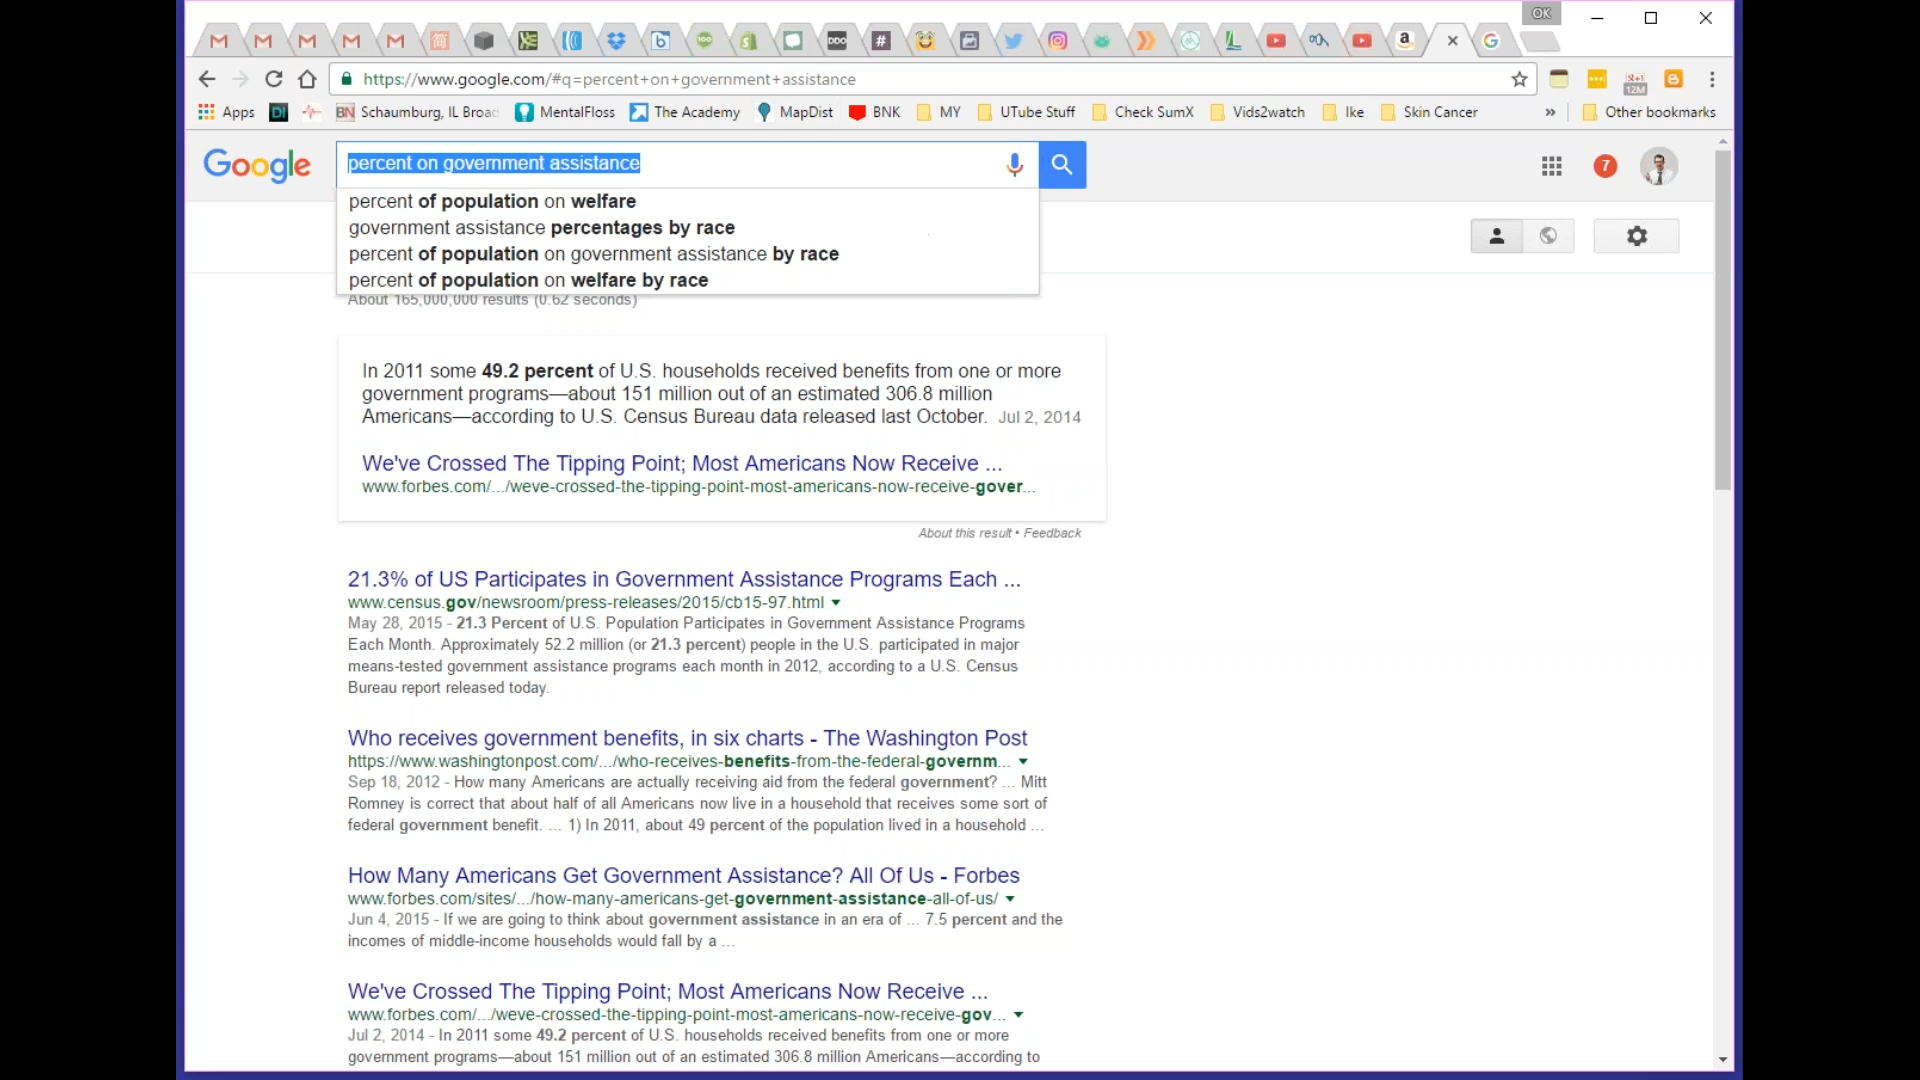 OK
https://www.google.com/#q=percent+on+government+assistance
Apps DI BN Schaumburg, IL Broad MentalFloss The Academy MapDist BNK MY UTube Stuff Check SumX Vids2watch Ike Skin Cancer » Other bookmarks
Google percent on government assistance 7
percent of population on welfare
government assistance percentages by race
percent of population on government assistance by race
percent of population on welfare by race
About 165,000,000 results (0.62 seconds)
In 2011 some 49.2 percent of U.S. households received benefits from one or more
government programs—about 151 million out of an estimated 306.8 million
Americans—according to U.S. Census Bureau data released last October. Jul 2, 2014
We've Crossed The Tipping Point; Most Americans Now Receive ...
www.forbes.com/.../weve-crossed-the-tipping-point-most-americans-now-receive-gover...
About this result • Feedback
21.3% of US Participates in Government Assistance Programs Each ...
www.census.gov/newsroom/press-releases/2015/cb15-97.html
May 28, 2015 - 21.3 Percent of U.S. Population Participates in Government Assistance Programs
Each Month. Approximately 52.2 million (or 21.3 percent) people in the U.S. participated in major
means-tested government assistance programs each month in 2012, according to a U.S. Census
Bureau report released today.
Who receives government benefits, in six charts - The Washington Post
https://www.washingtonpost.com/.../who-receives-benefits-from-the-federal-governm...
Sep 18, 2012 - How many Americans are actually receiving aid from the federal government? ... Mitt
Romney is correct that about half of all Americans now live in a household that receives some sort of
federal government benefit. ... 1) In 2011, about 49 percent of the population lived in a household ...
How Many Americans Get Government Assistance? All Of Us - Forbes
www.forbes.com/sites/.../how-many-americans-get-government-assistance-all-of-us/
Jun 4, 2015 - If we are going to think about government assistance in an era of ... 7.5 percent and the
incomes of middle-income households would fall by a ...
We've Crossed The Tipping Point; Most Americans Now Receive ...
www.forbes.com/.../weve-crossed-the-tipping-point-most-americans-now-receive-gov...
Jul 2, 2014 - In 2011 some 49.2 percent of U.S. households received benefits from one or more
government programs—about 151 million out of an estimated 306.8 million Americans—according to